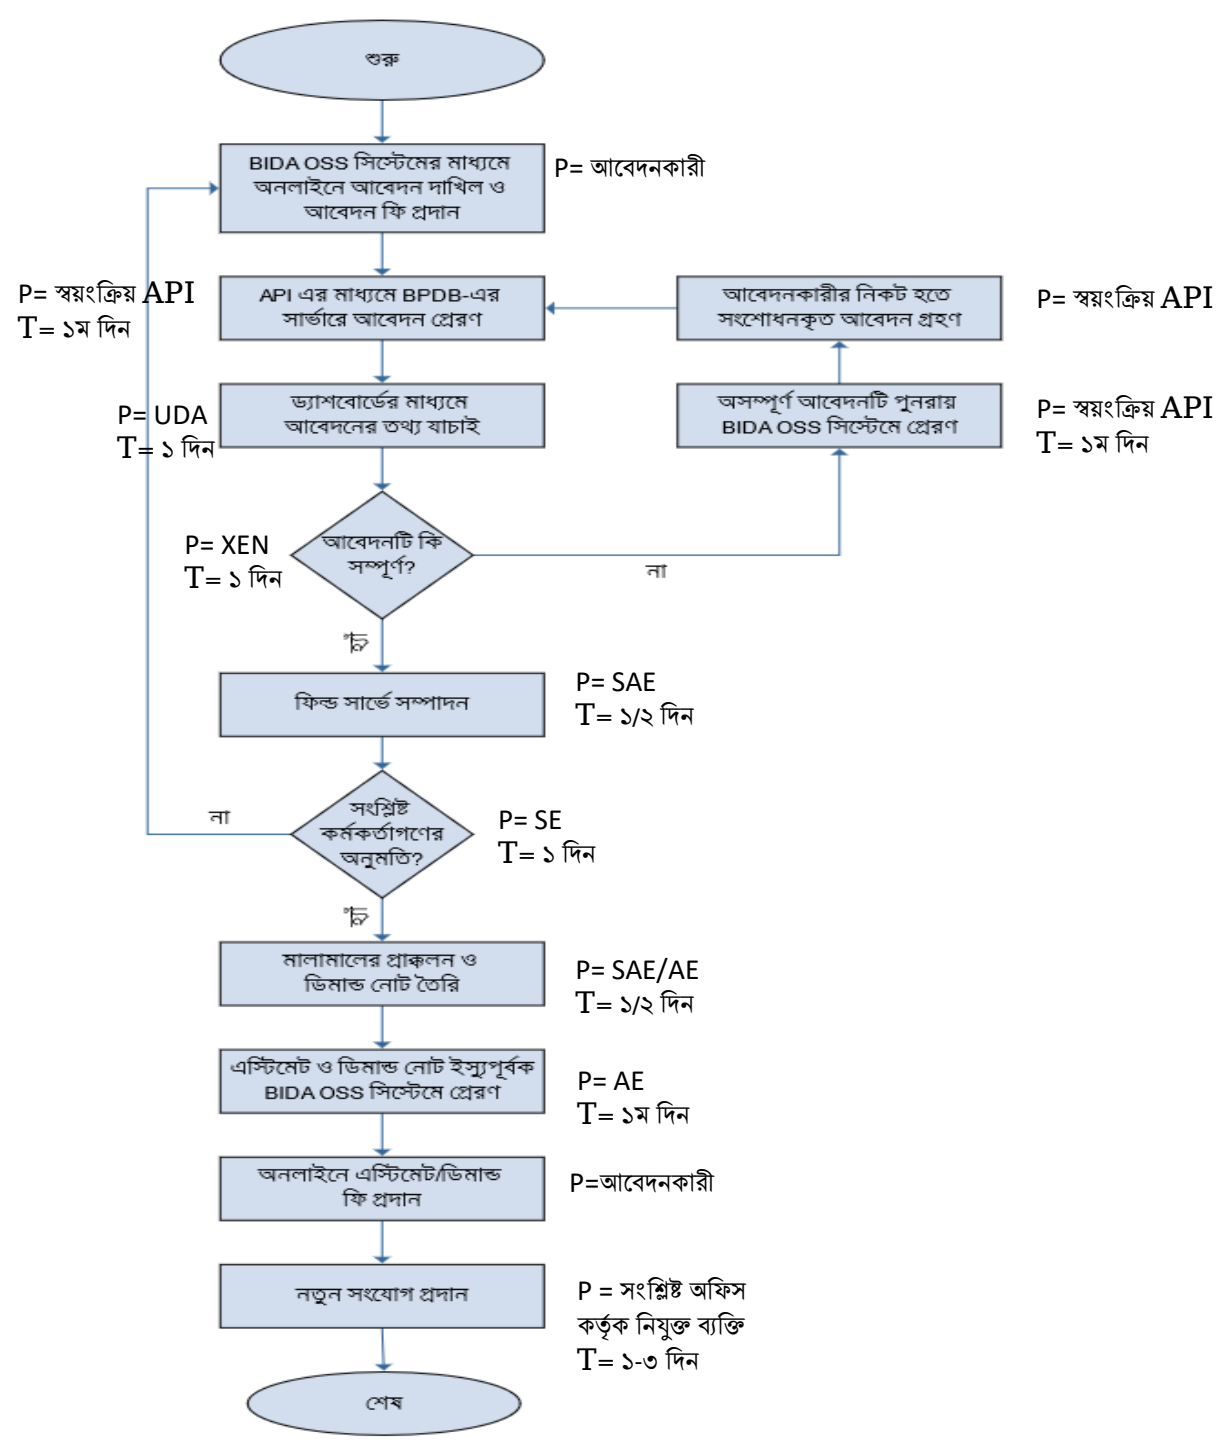 শুরু
BIDA OSS সিস্টেমের মাধ্যমে
অনলাইনে আবেদন দাখিল ও
আবেদন ফি প্রদান
P= আবেদনকারী
P= স্বয়ংক্রিয় API
T= ১ম দিন
API এর মাধ্যমে BPDB-এর
সার্ভারে আবেদন প্রেরণ
আবেদনকারীর নিকট হতে
সংশোধনকৃত আবেদন গ্রহণ
P= স্বয়ংক্রিয় API
P= UDA
T= ১ দিন
ড্যাশবোর্ডের মাধ্যমে
আবেদনের তথ্য যাচাই
অসম্পূর্ণ আবেদনটি পুনরায়
BIDA OSS সিস্টেমে প্রেরণ
P= স্বয়ংক্রিয় API
T= ১ম দিন
P= XEN
T= ১ দিন
আবেদনটি কি
সম্পূর্ণ?
না
হ্যাঁ
ফিল্ড সার্ভে সম্পাদন
P= SAE
T= ১/২ দিন
না
সংশ্লিষ্ট
কর্মকর্তাগণের
অনুমতি?
P= SE
T= ১ দিন
হ্যাঁ
মালামালের প্রাক্কলন ও
ডিমান্ড নোট তৈরি
P= SAE/AE
T= ১/২ দিন
এস্টিমেট ও ডিমান্ড নোট ইস্যুপূর্বক
BIDA OSS সিস্টেমে প্রেরণ
P= AE
T= ১ম দিন
অনলাইনে এস্টিমেট/ডিমান্ড
ফি প্রদান
P=আবেদনকারী
নতুন সংযোগ প্রদান
P = সংশ্লিষ্ট অফিস
কর্তৃক নিযুক্ত ব্যক্তি
T= ১-৩ দিন
শেষ